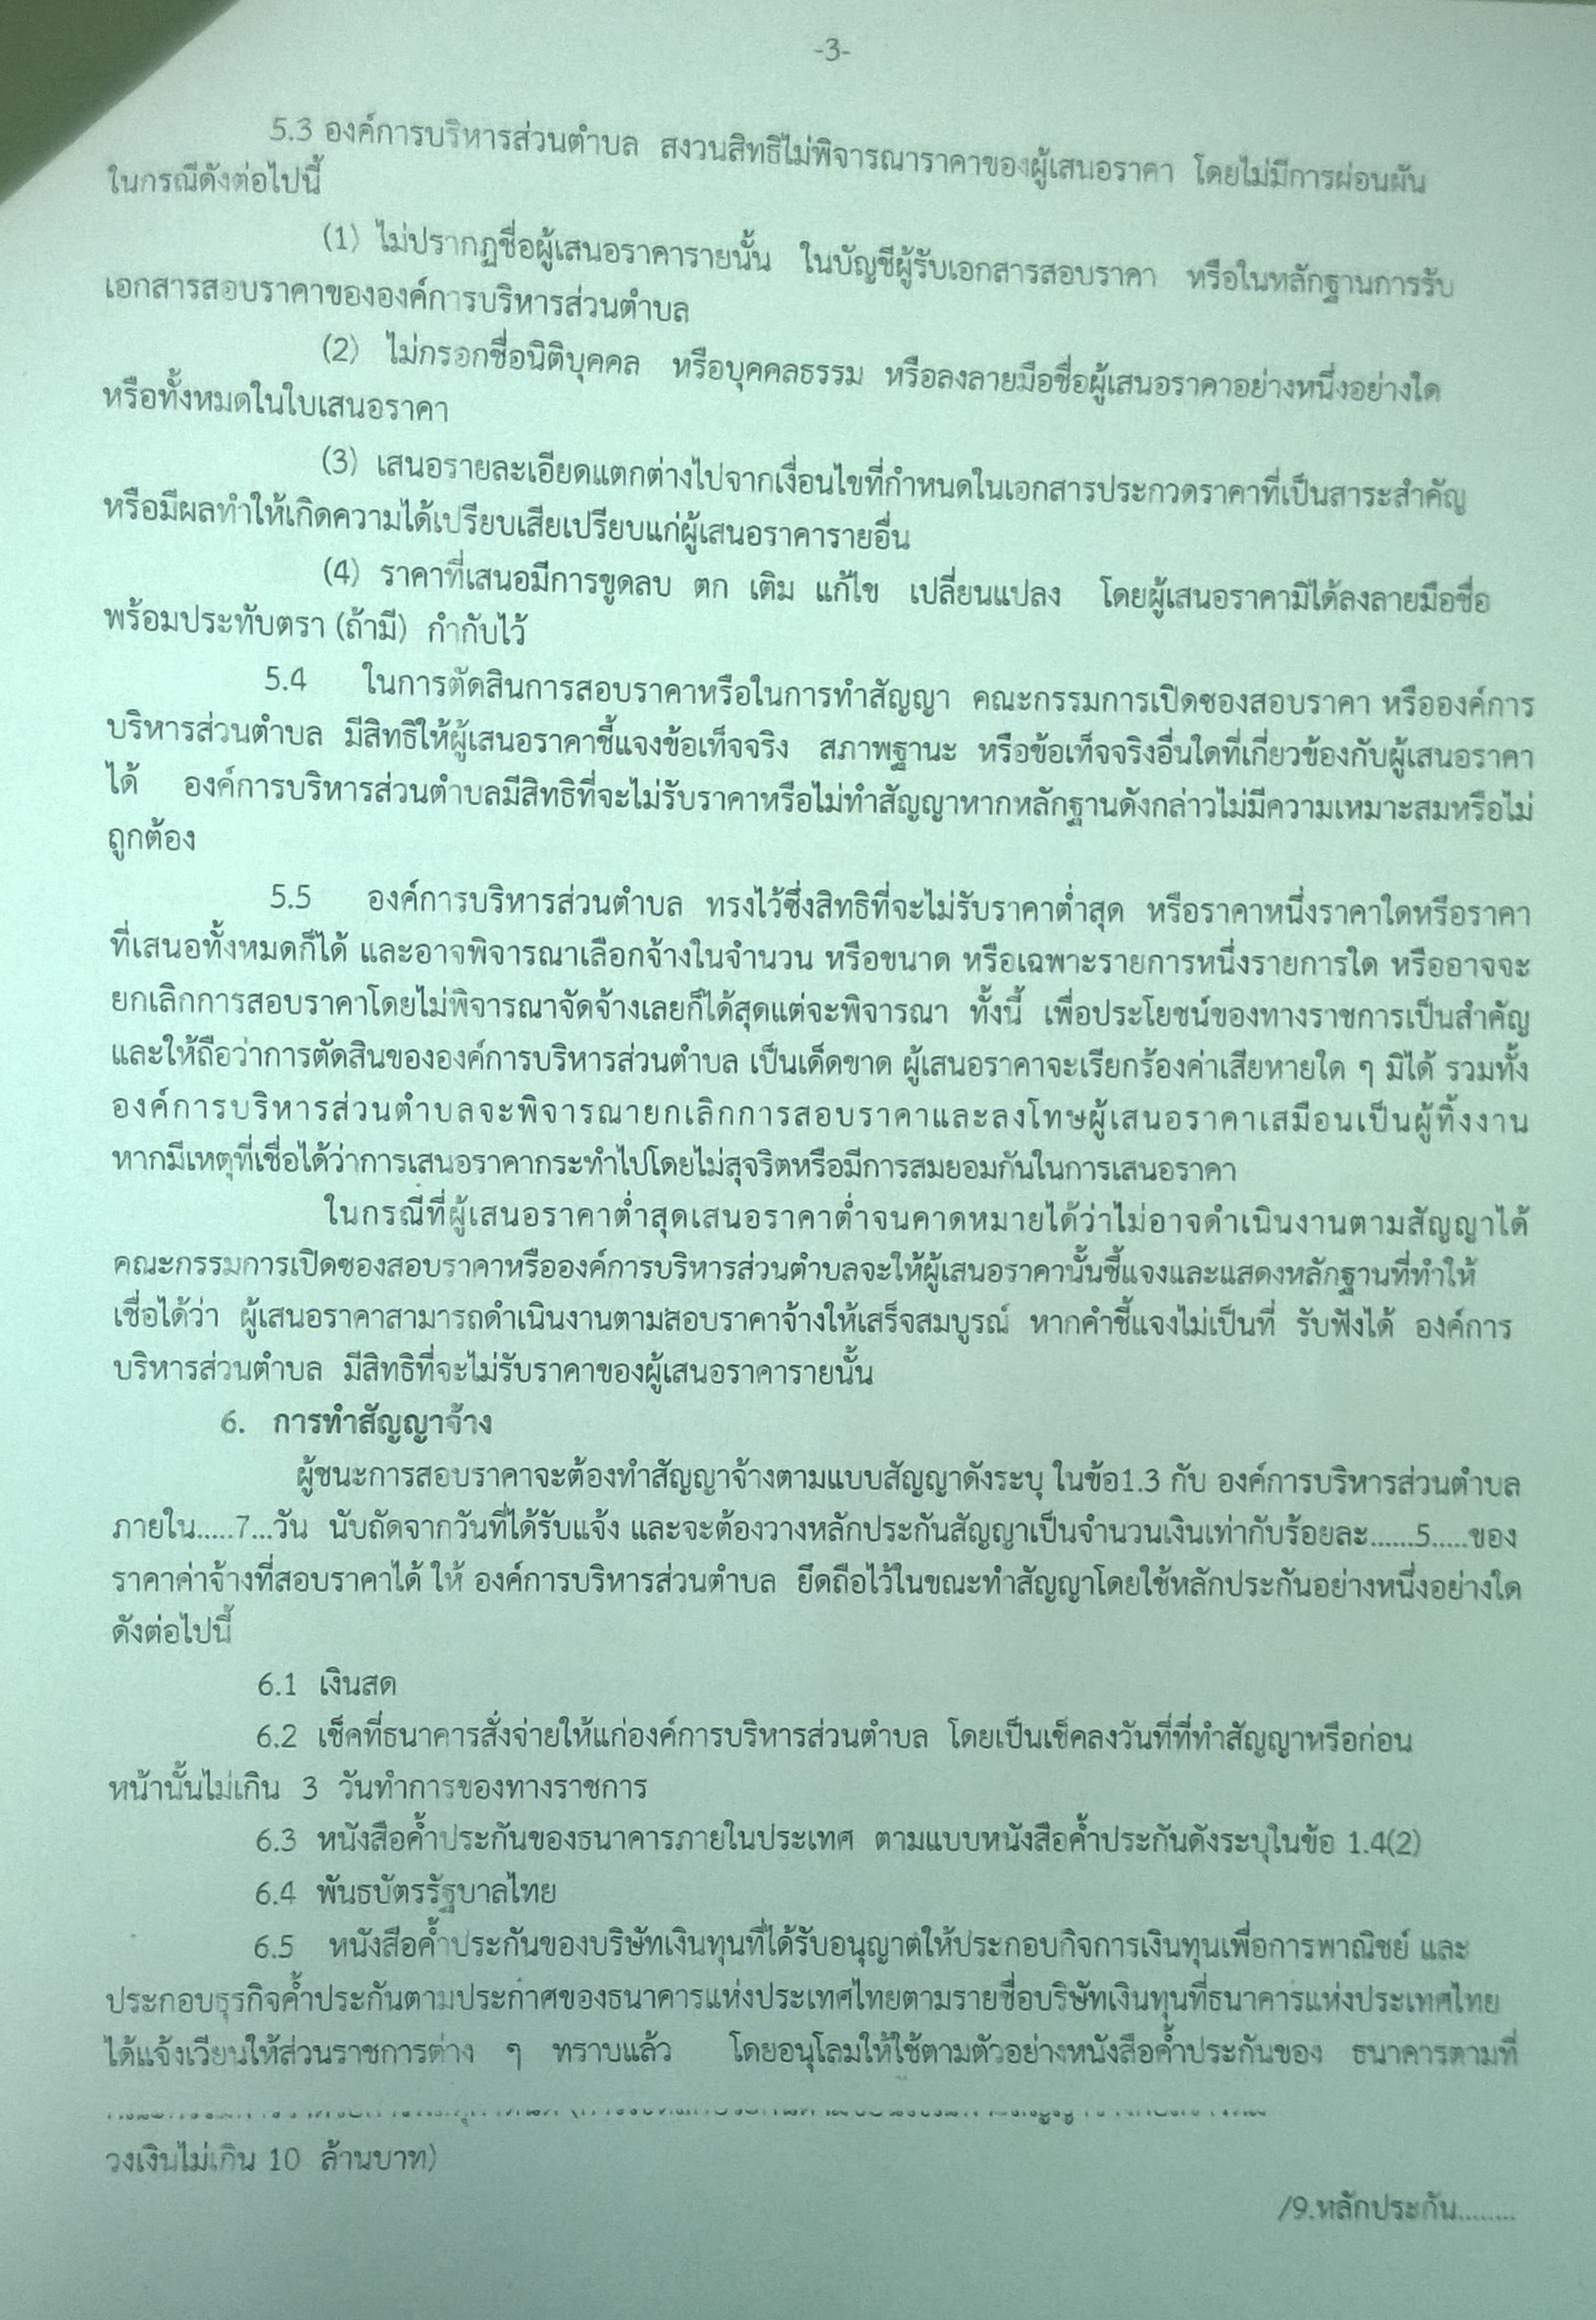 -3-
5.3 องค์การบริหารส่วนตำบล สงวนสิทธิไม่พิจารณาราคาของผู้เสนอราคา โดยไม่มีการผ่อนผัน
ในกรณีดังต่อไปนี้
(1) ไม่ปรากฏชื่อผู้เสนอราคารายนั้น ในบัญชีผู้รับเอกสารสอบราคา หรือในหลักฐานการรับ
เอกสารสอบราคาขององค์การบริหารส่วนตำบล
(2) ไม่กรอกชื่อนิติบุคคล หรือบุคคลธรรม หรือลงลายมือชื่อผู้เสนอราคาอย่างหนึ่งอย่างใด
หรือทั้งหมดในใบเสนอราคา
(3) เสนอรายละเอียดแตกต่างไปจากเงื่อนไขที่กำหนดในเอกสารประกวดราคาที่เป็นสาระสำคัญ
หรือมีผลทำให้เกิดความได้เปรียบเสียเปรียบแก่ผู้เสนอราคารายอื่น
(4) ราคาที่เสนอมีการขูดลบ ตก เติม แก้ไข เปลี่ยนแปลง โดยผู้เสนอราคามิได้ลงลายมือชื่อ
พร้อมประทับตรา (ถ้ามี) กำกับไว้
5.4 ในการตัดสินการสอบราคาหรือในการทำสัญญา คณะกรรมการเปิดซองสอบราคา หรือองค์การ
บริหารส่วนตำบล มีสิทธิให้ผู้เสนอราคาชี้แจงข้อเท็จจริง สภาพฐานะ หรือข้อเท็จจริงอื่นใดที่เกี่ยวข้องกับผู้เสนอราคา
ได้ องค์การบริหารส่วนตำบลมีสิทธิที่จะไม่รับราคาหรือไม่ทำสัญญาหากหลักฐานดังกล่าวไม่มีความเหมาะสมหรือไม่
ถูกต้อง
5.5 องค์การบริหารส่วนตำบล ทรงไว้ซึ่งสิทธิที่จะไม่รับราคาต่ำสุด หรือราคาหนึ่งราคาใดหรือราคา
ที่เสนอทั้งหมดก็ได้ และอาจพิจารณาเลือกจ้างในจำนวน หรือขนาด หรือเฉพาะรายการหนึ่งรายการใด หรืออาจจะ
ยกเลิกการสอบราคาโดยไม่พิจารณาจัดจ้างเลยก็ได้สุดแต่จะพิจารณา ทั้งนี้ เพื่อประโยชน์ของทางราชการเป็นสำคัญ
และให้ถือว่าการตัดสินขององค์การบริหารส่วนตำบล เป็นเด็ดขาด ผู้เสนอราคาจะเรียกร้องค่าเสียหายใด ๆ มิได้ รวมทั้ง
องค์การบริหารส่วนตำบลจะพิจารณายกเลิกการสอบราคาและลงโทษผู้เสนอราคาเสมือนเป็นผู้ทิ้งงาน
หากมีเหตุที่เชื่อได้ว่าการเสนอราคากระทำไปโดยไม่สุจริตหรือมีการสมยอมกันในการเสนอราคา
ในกรณีที่ผู้เสนอราคาต่ำสุดเสนอราคาต่ำจนคาดหมายได้ว่าไม่อาจดำเนินงานตามสัญญาได้
คณะกรรมการเปิดซองสอบราคาหรือองค์การบริหารส่วนตำบลจะให้ผู้เสนอราคานั้นชี้แจงและแสดงหลักฐานที่ทำให้
เชื่อได้ว่า ผู้เสนอราคาสามารถดำเนินงานตามสอบราคาจ้างให้เสร็จสมบูรณ์ หากคำชี้แจงไม่เป็นที่ รับฟังได้ องค์การ
บริหารส่วนตำบล มีสิทธิที่จะไม่รับราคาของผู้เสนอราคารายนั้น
6. การทำสัญญาจ้าง
ผู้ชนะการสอบราคาจะต้องทำสัญญาจ้างตามแบบสัญญาดังระบุ ในข้อ1.3 กับ องค์การบริหารส่วนตำบล
ภายใน.....7...วัน นับถัดจากวันที่ได้รับแจ้ง และจะต้องวางหลักประกันสัญญาเป็นจำนวนเงินเท่ากับร้อยละ......5.....ของ
ราคาค่าจ้างที่สอบราคาได้ ให้ องค์การบริหารส่วนตำบล ยึดถือไว้ในขณะทำสัญญาโดยใช้หลักประกันอย่างหนึ่งอย่างใด
ดังต่อไปนี้
6.1 เงินสด
6.2 เช็คที่ธนาคารสั่งจ่ายให้แก่องค์การบริหารส่วนตำบล โดยเป็นเช็คลงวันที่ที่ทำสัญญาหรือก่อน
หน้านั้นไม่เกิน 3 วันทำการของทางราชการ
6.3 หนังสือค้ำประกันของธนาคารภายในประเทศ ตามแบบหนังสือค้ำประกันดังระบุในข้อ 1.4(2)
6.4 พันธบัตรรัฐบาลไทย
6.5 หนังสือค้ำประกันของบริษัทเงินทุนที่ได้รับอนุญาตให้ประกอบกิจการเงินทุนเพื่อการพาณิชย์ และ
ประกอบธุรกิจค้ำประกันตามประกาศของธนาคารแห่งประเทศไทยตามรายชื่อบริษัทเงินทุนที่ธนาคารแห่งประเทศไทย
ได้แจ้งเวียนให้ส่วนราชการต่าง ๆ ทราบแล้ว โดยอนุโลมให้ใช้ตามตัวอย่างหนังสือค้ำประกันของ ธนาคารตามที่
วงเงินไม่เกิน 10 ล้านบาท)
/9.หลักประกัน........